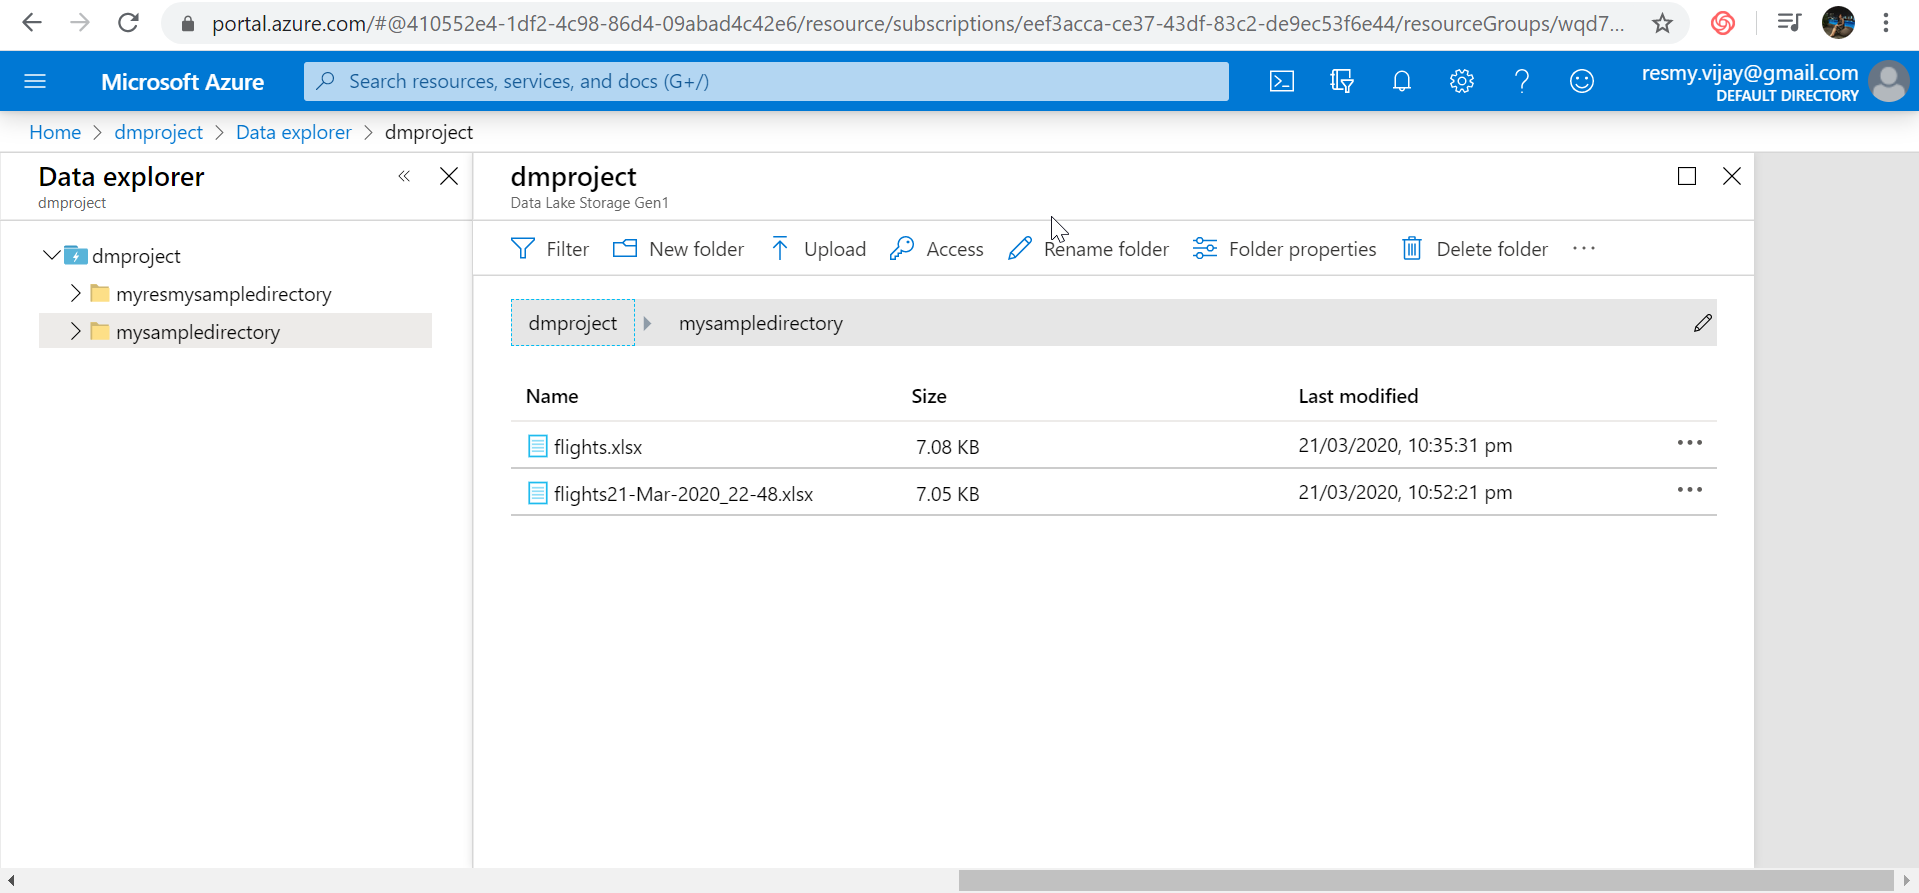 portal.azure.com/#@410552e4-1df2-4c98-86d4-09abad4c42e6/resource/subscriptions/eef3acca-ce37-43df-83c2-de9ec53f6e44/resourceGroups/wqd7...
Microsoft Azure
Search resources, services, and docs (G+/)
resmy.vijay@gmail.com
DEFAULT DIRECTORY
Home > dmproject > Data explorer > dmproject
Data explorer
dmproject
dmproject
myresmysampledirectory
mysampledirectory
dmproject
Data Lake Storage Gen1
Filter New folder Upload Access Rename folder Folder properties Delete folder ...
dmproject mysampledirectory
Name Size Last modified
flights.xlsx 7.08 KB 21/03/2020, 10:35:31 pm
flights21-Mar-2020_22-48.xlsx 7.05 KB 21/03/2020, 10:52:21 pm